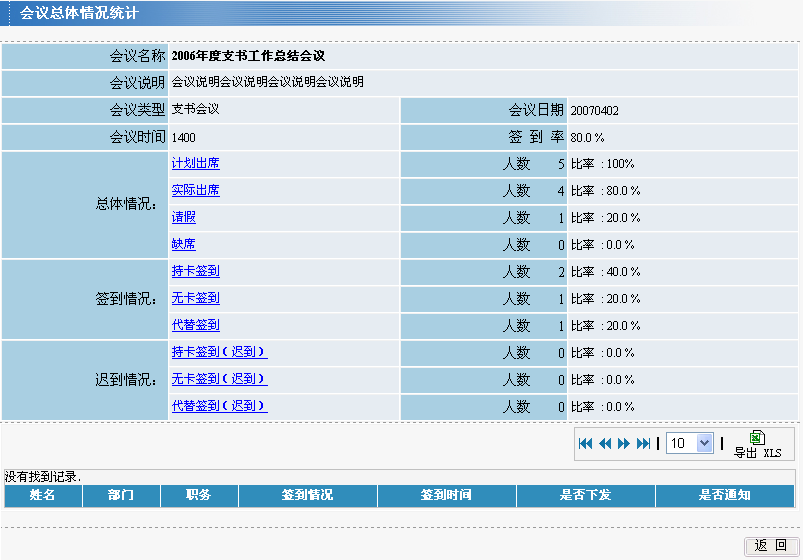 会议总体情况统计
会议名称 2006年度支书工作总结会议
会议说明 会议说明会议说明会议说明会议说明
会议类型 支书会议 会议日期 20070402
会议时间 1400 签 到 率 80.0%
总体情况：
计划出席 人数 5 比率 :100%
实际出席 人数 4 比率 :80.0%
请假 人数 1 比率 :20.0%
缺席 人数 0 比率 :0.0%
签到情况：
持卡签到 人数 2 比率 :40.0%
无卡签到 人数 1 比率 :20.0%
代替签到 人数 1 比率 :20.0%
迟到情况：
持卡签到（迟到） 人数 0 比率 :0.0%
无卡签到（迟到） 人数 0 比率 :0.0%
代替签到（迟到） 人数 0 比率 :0.0%
| 10 | 导出 XLS
没有找到记录.
姓名 部门 职务 签到情况 签到时间 是否下发 是否通知
返 回